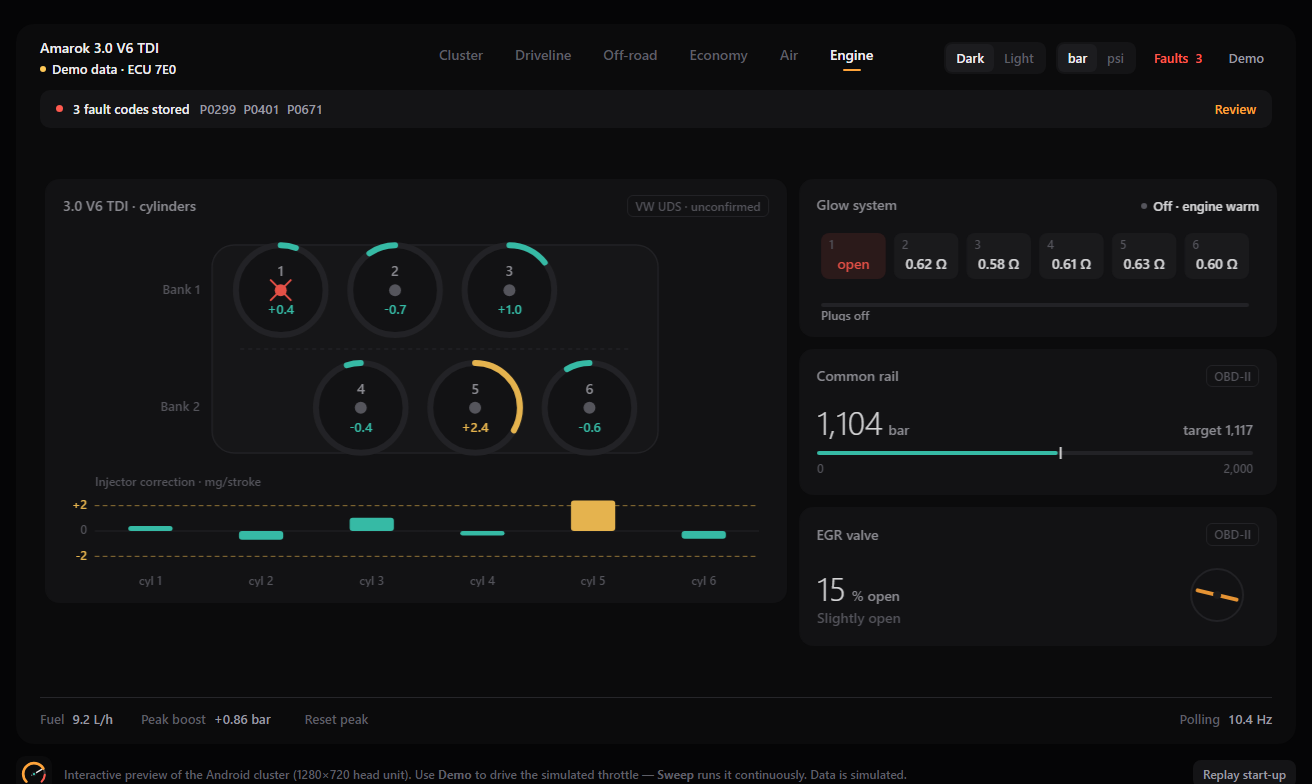 Amarok 3.0 V6 TDI
Demo data · ECU 7E0
Cluster Driveline Off-road Economy Air Engine
Dark Light bar psi Faults 3 Demo
3 fault codes stored P0299 P0401 P0671 Review
3.0 V6 TDI · cylinders VW UDS · unconfirmed
Bank 1
1 2 3
+0.4 -0.7 +1.0
Bank 2
4 5 6
-0.4 +2.4 -0.6
Injector correction · mg/stroke
+2
0
-2
cyl 1 cyl 2 cyl 3 cyl 4 cyl 5 cyl 6
Glow system Off · engine warm
1 2 3 4 5 6
open 0.62 Ω 0.58 Ω 0.61 Ω 0.63 Ω 0.60 Ω
Plugs off
Common rail OBD-II
1,104 bar target 1,117
0 2,000
EGR valve OBD-II
15 % open
Slightly open
Fuel 9.2 L/h Peak boost +0.86 bar Reset peak Polling 10.4 Hz
Interactive preview of the Android cluster (1280×720 head unit). Use Demo to drive the simulated throttle — Sweep runs it continuously. Data is simulated. Replay start-up